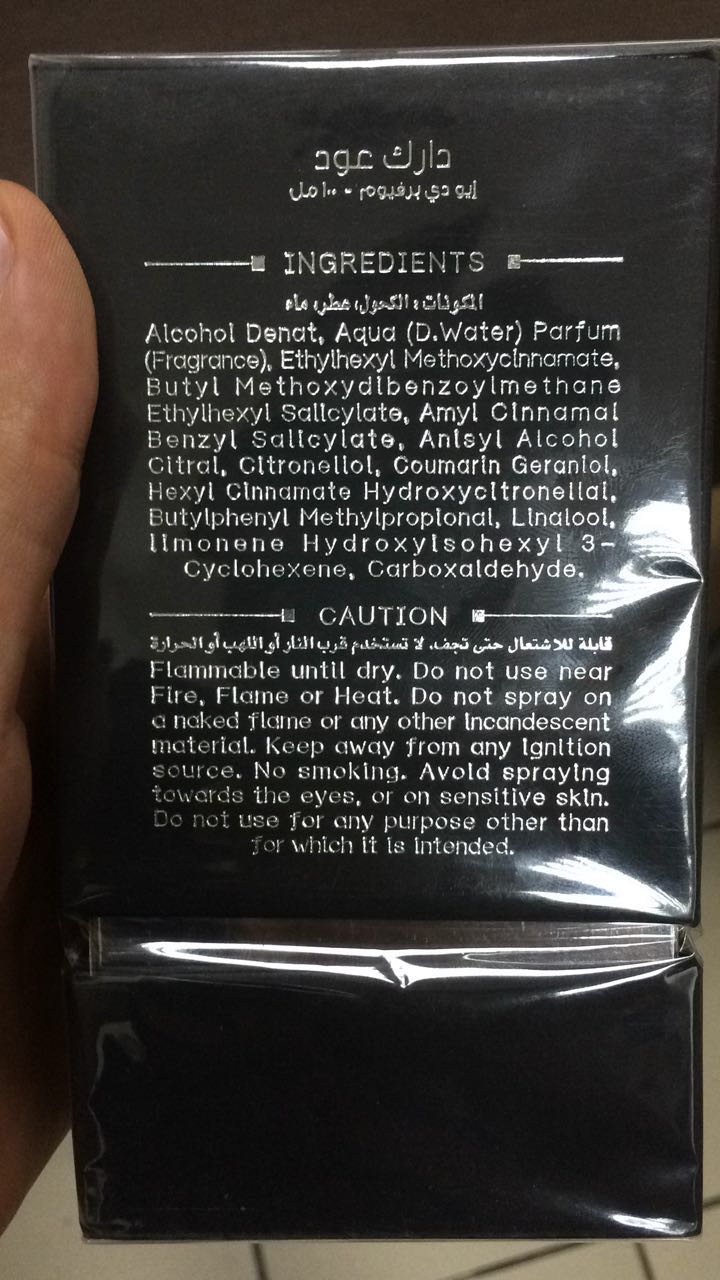 دارك عود
إيو دي برفيوم - ١٠٠ مل
INGREDIENTS
المكونات: الكحول، عطر، ماء
Alcohol Denat, Aqua (D.Water) Parfum
(Fragrance), Ethylhexyl Methoxycinnamate,
Butyl Methoxydibenzoylmethane
Ethylhexyl Salicylate, Amyl Cinnamal
Benzyl Salicylate, Anisyl Alcohol
Citral, Citronellol, Coumarin Geraniol,
Hexyl Cinnamate Hydroxycitronellal,
Butylphenyl Methylpropional, Linalool,
limonene Hydroxyisohexyl 3-
Cyclohexene, Carboxaldehyde.
CAUTION
قابلة للاشتعال حتى تجف. لا تستخدم قرب النار أو اللهب أو الحرارة
Flammable until dry. Do not use near
Fire, Flame or Heat. Do not spray on
a naked flame or any other incandescent
material. Keep away from any ignition
source. No smoking. Avoid spraying
towards the eyes, or on sensitive skin.
Do not use for any purpose other than
for which it is intended.